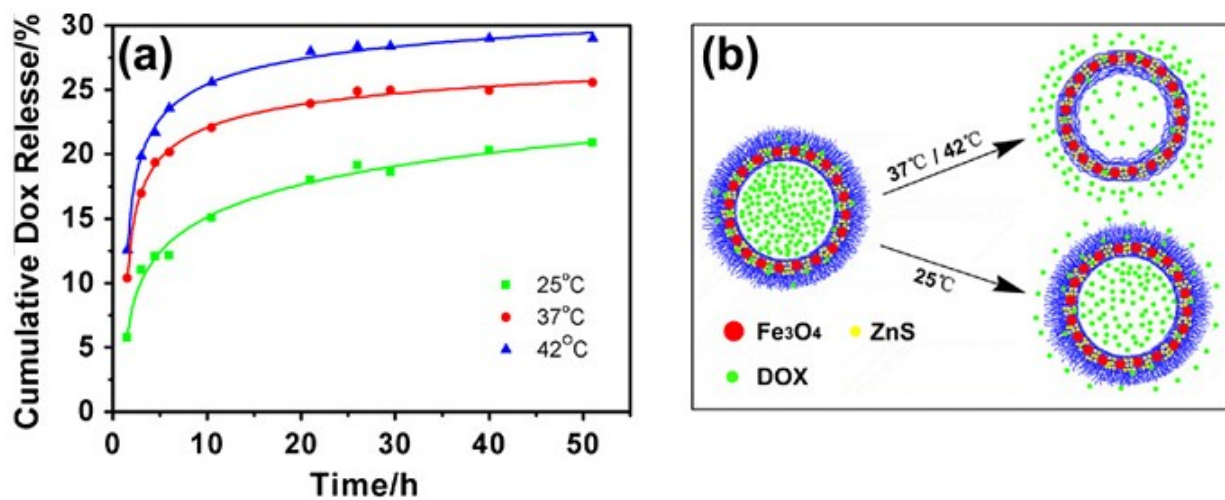 (a)
Cumulative Dox Relesse/%
30
25
20
15
10
5
0
0 10 20 30 40 50
Time/h
25°C
37°C
42°C
(b)
37℃ / 42℃
25℃
Fe₃O₄ ZnS
DOX